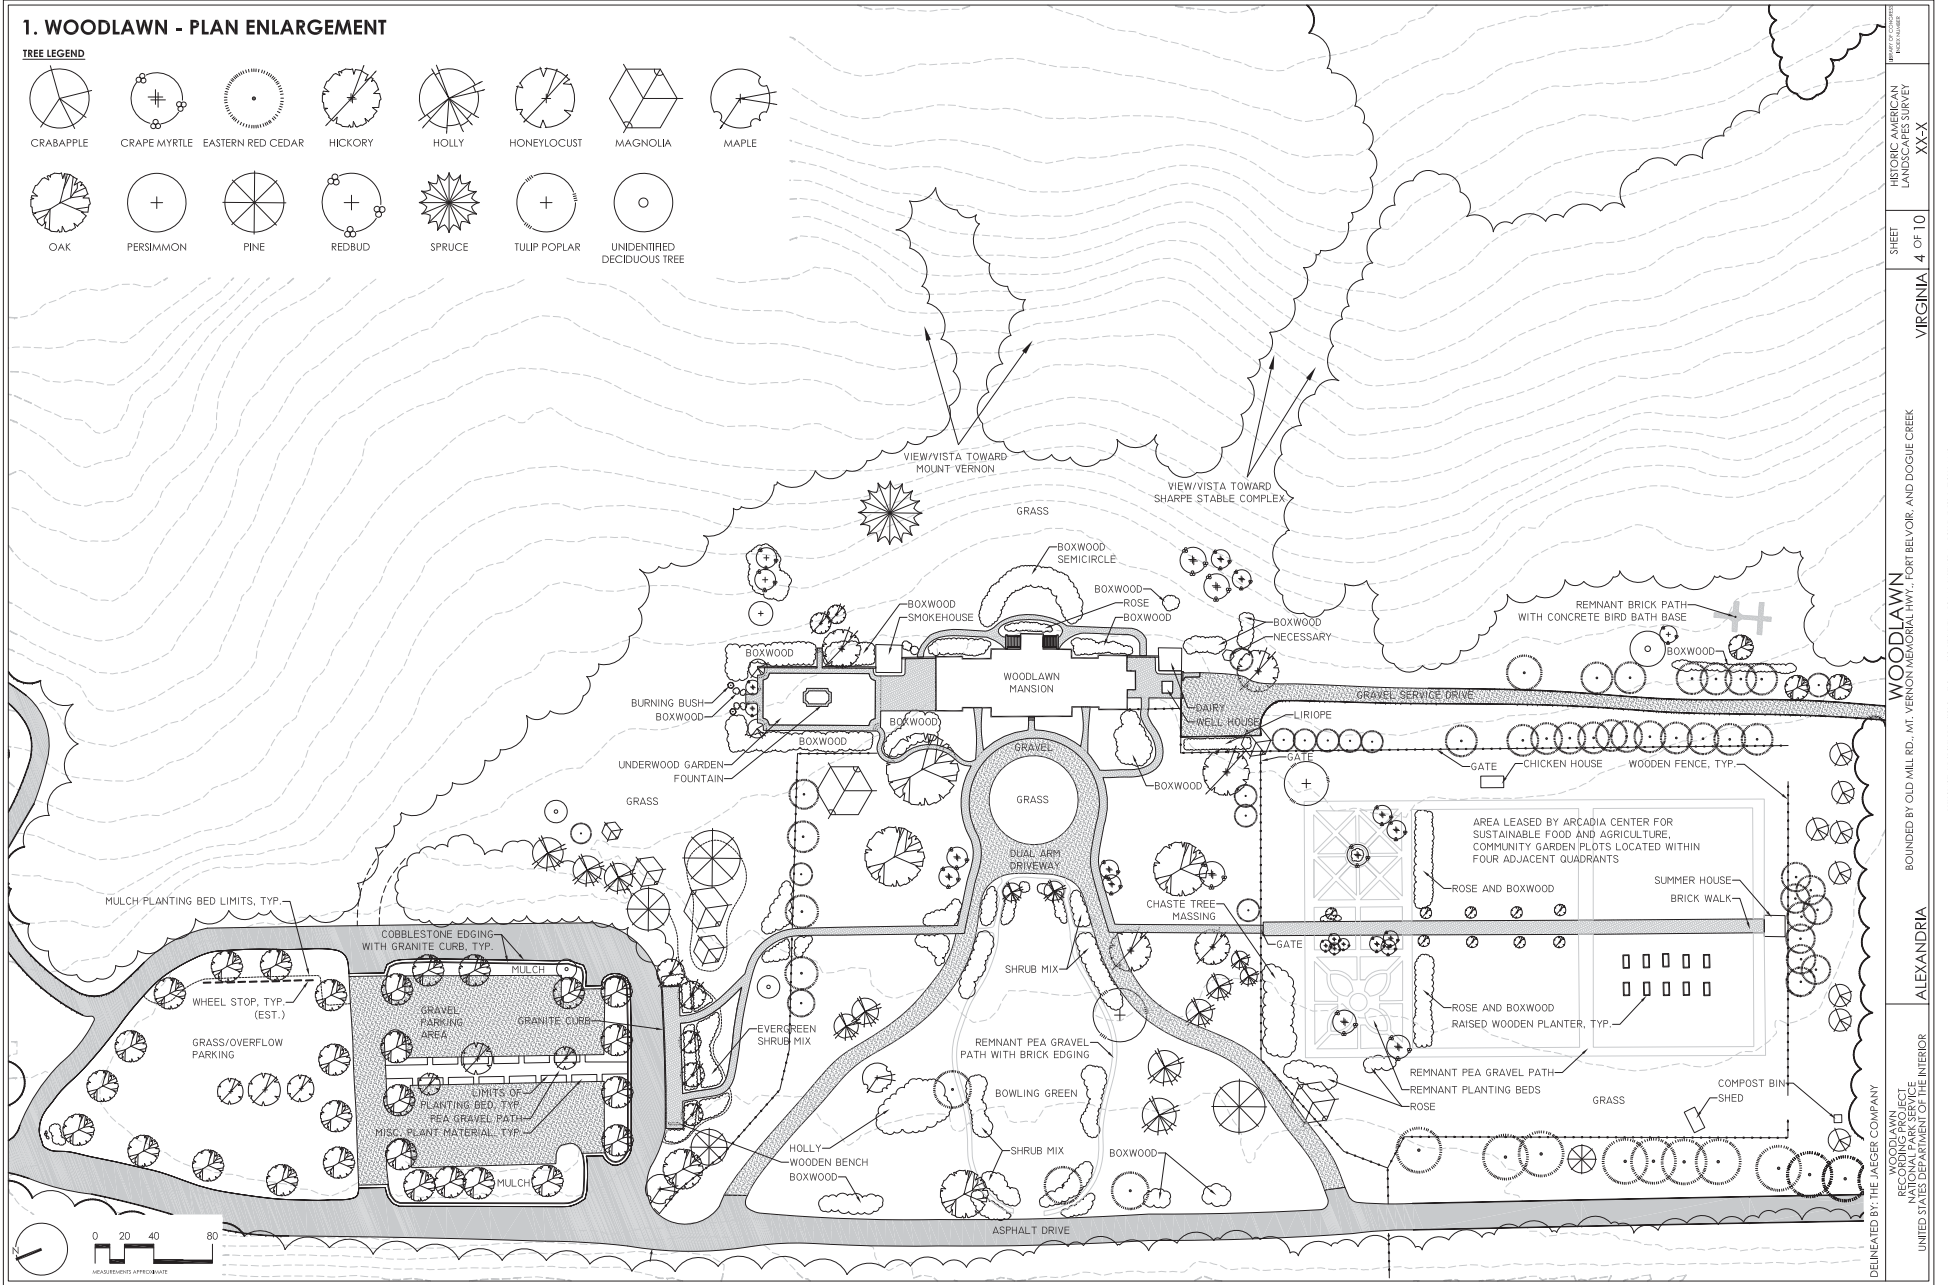 1. WOODLAWN - PLAN ENLARGEMENT
TREE LEGEND
CRABAPPLE
CRAPE MYRTLE
EASTERN RED CEDAR
HICKORY
HOLLY
HONEYLOCUST
MAGNOLIA
MAPLE
OAK
PERSIMMON
PINE
REDBUD
SPRUCE
TULIP POPLAR
UNIDENTIFIED
DECIDUOUS TREE
VIEW/VISTA TOWARD
MOUNT VERNON
VIEW/VISTA TOWARD
SHARPE STABLE COMPLEX
GRASS
BOXWOOD
SEMICIRCLE
BOXWOOD
ROSE
BOXWOOD
BOXWOOD
SMOKEHOUSE
BOXWOOD
NECESSARY
REMNANT BRICK PATH
WITH CONCRETE BIRD BATH BASE
BOXWOOD
BOXWOOD
WOODLAWN
MANSION
GRAVEL SERVICE DRIVE
BURNING BUSH
BOXWOOD
DAIRY
WELL HOUSE
LIRIOPE
BOXWOOD
BOXWOOD
GRAVEL
UNDERWOOD GARDEN
FOUNTAIN
GATE
GATE
CHICKEN HOUSE
WOODEN FENCE, TYP.
BOXWOOD
GRASS
GRASS
AREA LEASED BY ARCADIA CENTER FOR
SUSTAINABLE FOOD AND AGRICULTURE,
COMMUNITY GARDEN PLOTS LOCATED WITHIN
FOUR ADJACENT QUADRANTS
DUAL ARM
DRIVEWAY
ROSE AND BOXWOOD
SUMMER HOUSE
BRICK WALK
CHASTE TREE
MASSING
MULCH PLANTING BED LIMITS, TYP.
COBBLESTONE EDGING
WITH GRANITE CURB, TYP.
GATE
MULCH
SHRUB MIX
WHEEL STOP, TYP.
(EST.)
GRAVEL
PARKING
AREA
GRANITE CURB
ROSE AND BOXWOOD
RAISED WOODEN PLANTER, TYP.
EVERGREEN
SHRUB MIX
GRASS/OVERFLOW
PARKING
REMNANT PEA GRAVEL
PATH WITH BRICK EDGING
REMNANT PEA GRAVEL PATH
REMNANT PLANTING BEDS
ROSE
COMPOST BIN
SHED
GRASS
BOWLING GREEN
LIMITS OF
PLANTING BED, TYP.
PEA GRAVEL PATH
MISC. PLANT MATERIAL, TYP.
HOLLY
WOODEN BENCH
BOXWOOD
SHRUB MIX
BOXWOOD
MULCH
ASPHALT DRIVE
N
0 20 40 80
MEASUREMENTS APPROXIMATE
LIBRARY OF CONGRESS
INDEX NUMBER
HISTORIC AMERICAN
LANDSCAPES SURVEY
XX-X
SHEET
4 OF 10
VIRGINIA
WOODLAWN
BOUNDED BY OLD MILL RD., MT. VERNON MEMORIAL HWY., FORT BELVOIR, AND DOGUE CREEK
ALEXANDRIA
DELINEATED BY: THE JAEGER COMPANY
WOODLAWN
RECORDING PROJECT
NATIONAL PARK SERVICE
UNITED STATES DEPARTMENT OF THE INTERIOR